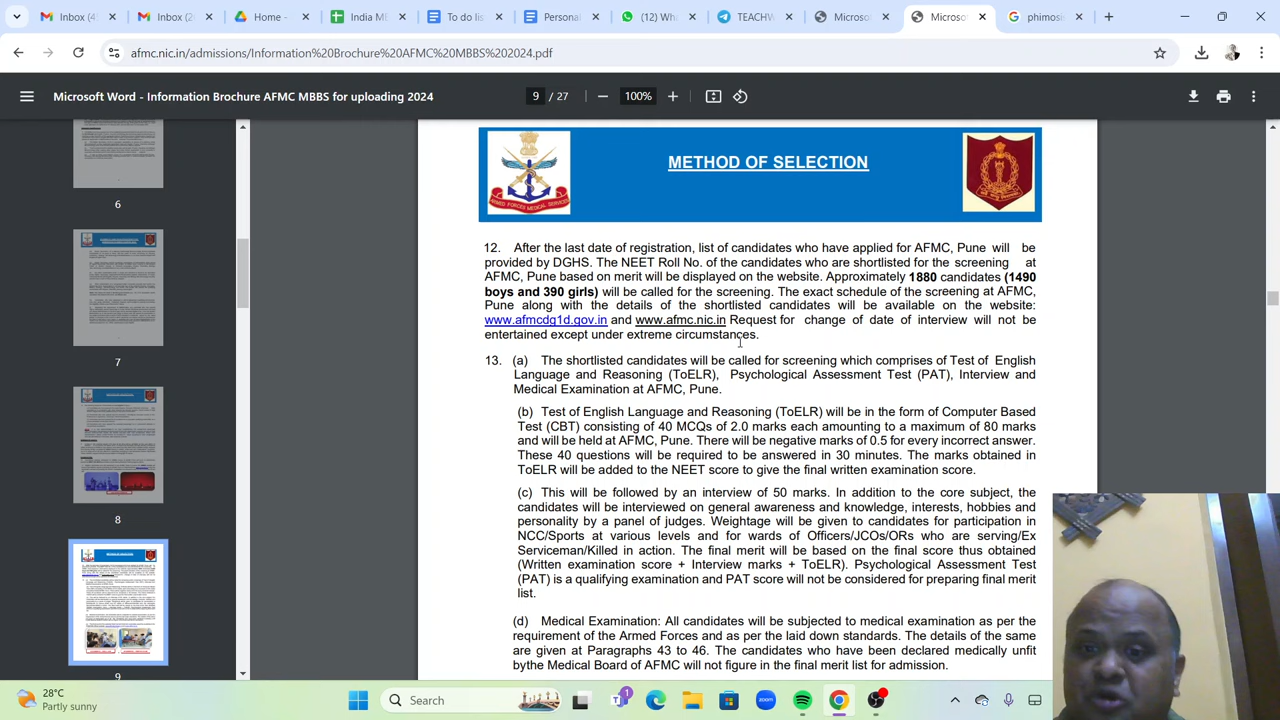 Inbox (4
Inbox (2
Home -
India-MB
To do lis
Personal
(12) Wh
TEACHW
Microso
Microso
phimosi
afmc.nic.in/admissions/Information%20Brochure%20AFMC%20MBBS%202024.pdf
Microsoft Word - Information Brochure AFMC MBBS for uploading 2024
9 / 27
100%
6
7
8
9
ARMED FORCES MEDICAL SERVICES
METHOD OF SELECTION
12. After the last date of registration, list of candidates who have applied for AFMC, Pune will be
provided by DGHS. The NEET Roll No. of the candidates who are shortlisted for the screening at
AFMC, Pune based on merit will be displayed on the website. Approximately 1880 candidates (1490
boys and 390 girls) will be called for the screening. The exact schedule of the screening at AFMC,
Pune along with the details of the shortlisted candidates will be available on the website:
www.afmcdg1d.gov.in and www.afmc.nic.in Request for change of date of interview will not be
entertained except under extreme circumstances.
13. (a) The shortlisted candidates will be called for screening which comprises of Test of English
Language and Reasoning (ToELR), Psychological Assessment Test (PAT), Interview and
Medical Examination at AFMC, Pune.
(b) Test of English Language and Reasoning (ToELR) will be in the form of Computer Based
Test (CBT) consisting of 40 MCQs of 2.0 marks each amounting to a maximum of 80 marks
and will be held at AFMC, Pune. There will be negative marks of 0.5 for every incorrect answer.
These 40 questions will be required to be answered in 30 minutes. The marks obtained in
ToELR will be added to the NEET score to give the final written examination score.
(c) This will be followed by an interview of 50 marks. In addition to the core subject, the
candidates will be interviewed on general awareness and knowledge, interests, hobbies and
personality by a panel of judges. Weightage will be given to candidates for participation in
NCC/Sports at various levels and for wards of Officers/JCOs/ORs who are serving/Ex
Serviceman/Killed in action. The final merit will be based on the final score thus obtained
(Written examination score + Interview marks + ToELR). Psychological Assessment Test
(PAT) is a qualifying examination and PAT score will not be considered for preparing final merit
list.
(d) Medical Examination: All candidates will be subjected to medical examination as per the
requirement of the Armed Forces and as per the laid down standards. The details of the same
are given at Paragraphs 43 to 46. The candidates who have been declared medically unfit
bythe Medical Board of AFMC will not figure in the final merit list for admission.
28°C
Partly sunny
Search
zoom
1